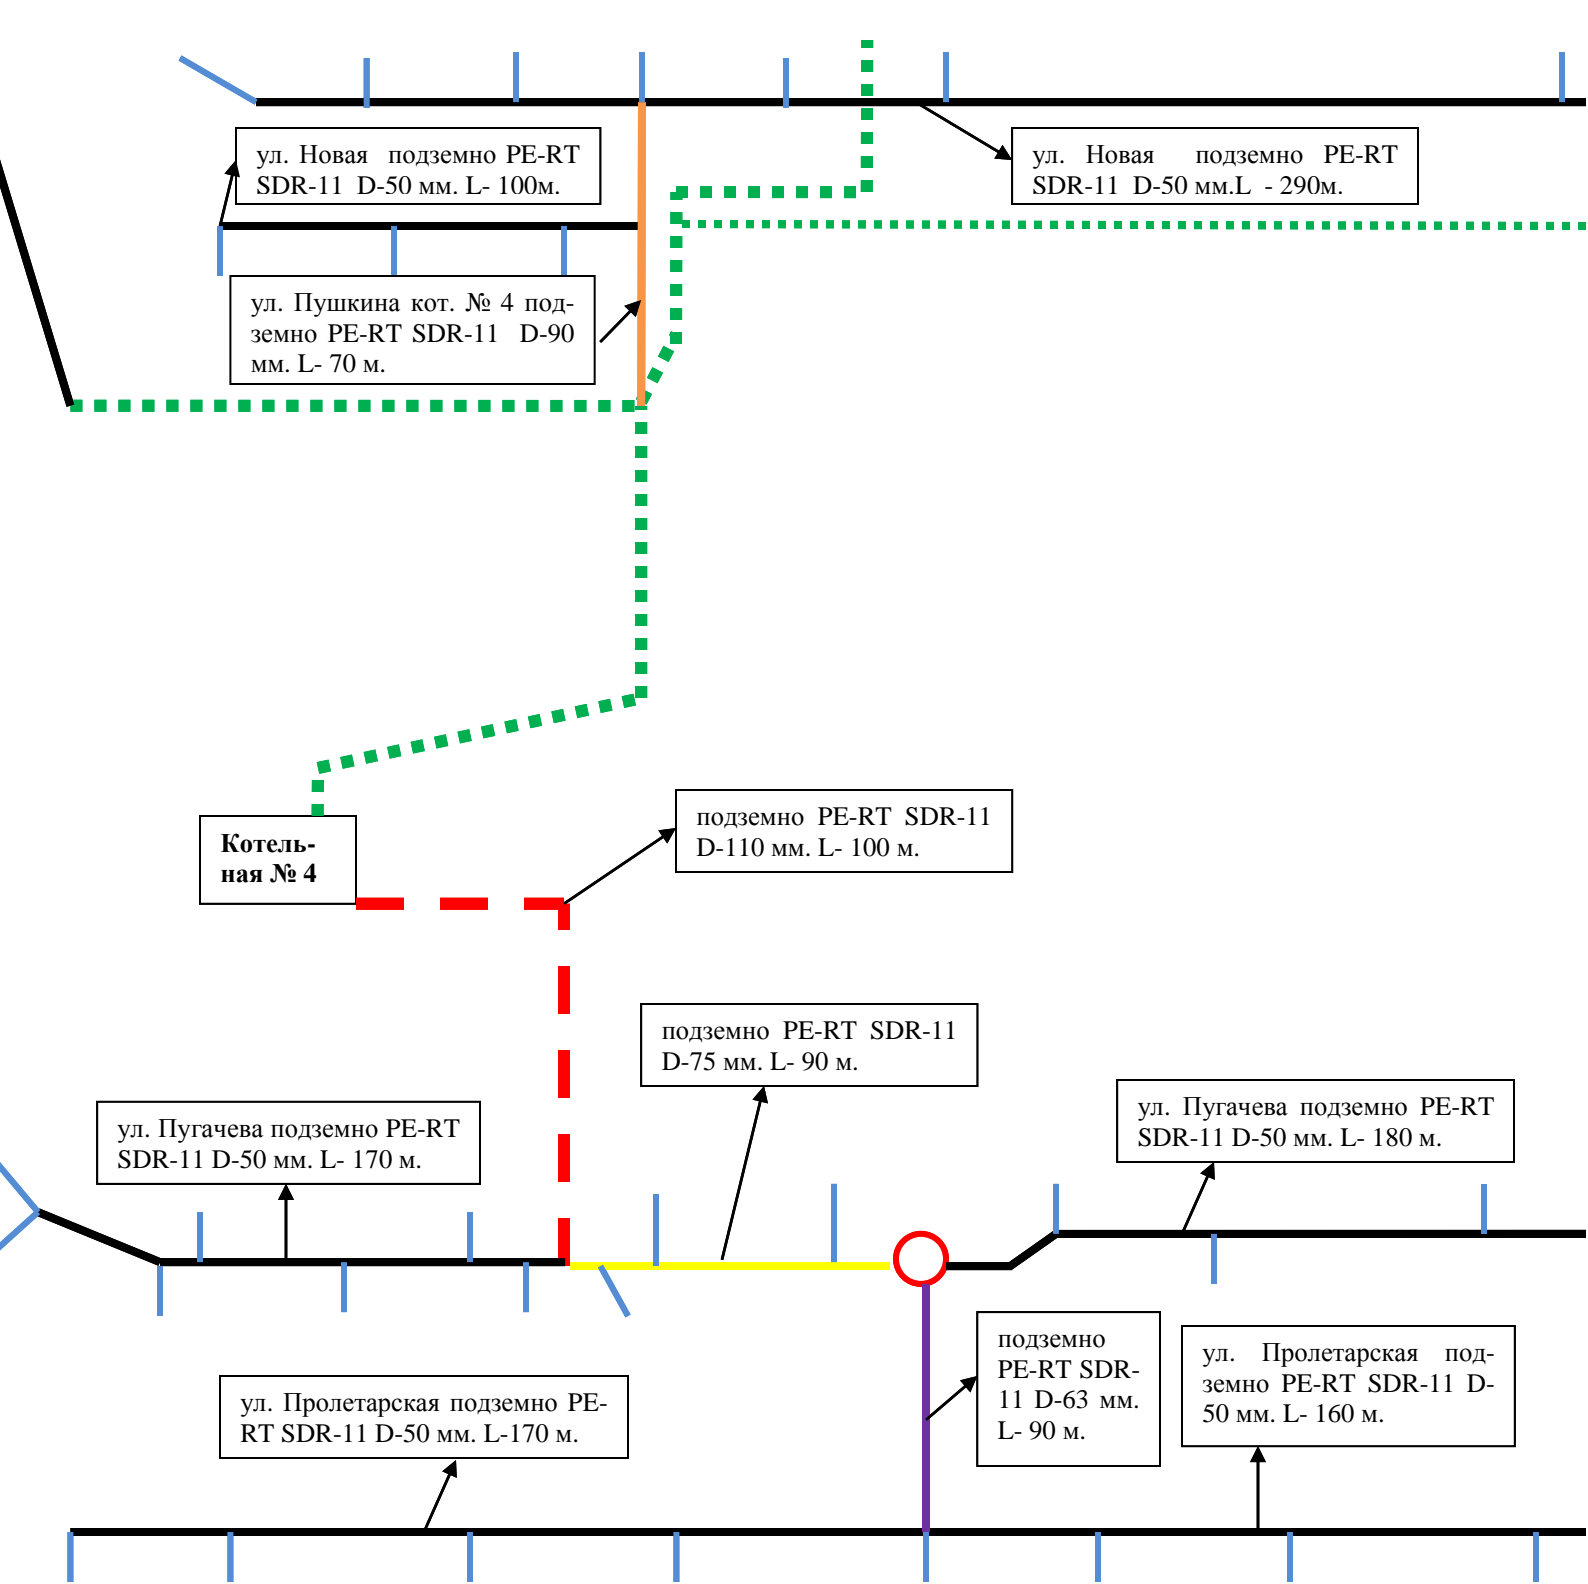 ул. Новая подземно PE-RT
SDR-11 D-50 мм. L- 100м.
ул. Новая подземно PE-RT
SDR-11 D-50 мм.L - 290м.
ул. Пушкина кот. № 4 под-
земно PE-RT SDR-11 D-90
мм. L- 70 м.
Котель-
ная № 4
подземно PE-RT SDR-11
D-110 мм. L- 100 м.
подземно PE-RT SDR-11
D-75 мм. L- 90 м.
ул. Пугачева подземно PE-RT
SDR-11 D-50 мм. L- 170 м.
ул. Пугачева подземно PE-RT
SDR-11 D-50 мм. L- 180 м.
подземно
PE-RT SDR-
11 D-63 мм.
L- 90 м.
ул. Пролетарская под-
земно PE-RT SDR-11 D-
50 мм. L- 160 м.
ул. Пролетарская подземно PE-
RT SDR-11 D-50 мм. L-170 м.